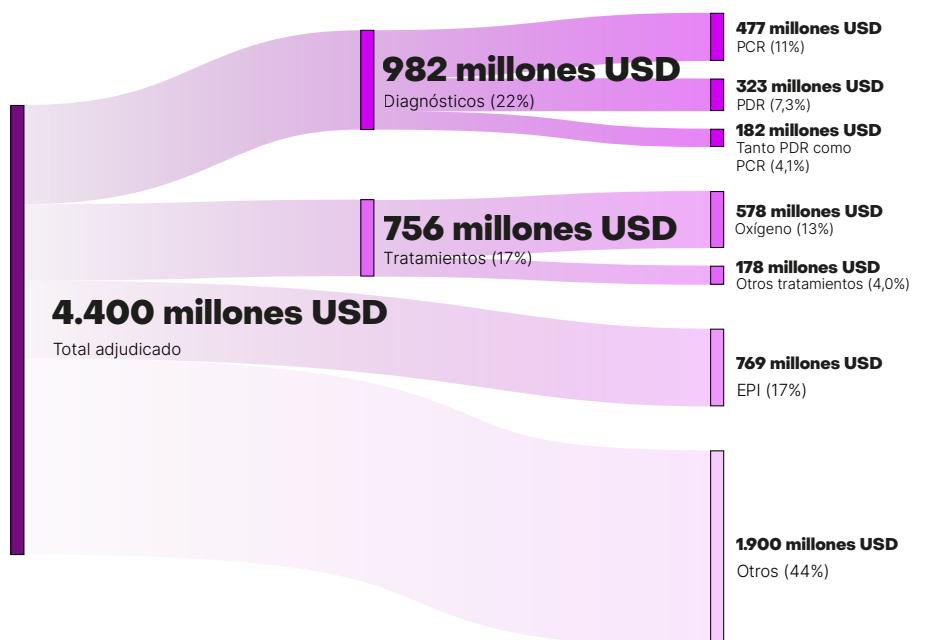 477 millones USD
PCR (11%)
982 millones USD
Diagnósticos (22%)
323 millones USD
PDR (7,3%)
182 millones USD
Tanto PDR como
PCR (4,1%)
756 millones USD
Tratamientos (17%)
578 millones USD
Oxígeno (13%)
178 millones USD
Otros tratamientos (4,0%)
4.400 millones USD
Total adjudicado
769 millones USD
EPI (17%)
1.900 millones USD
Otros (44%)